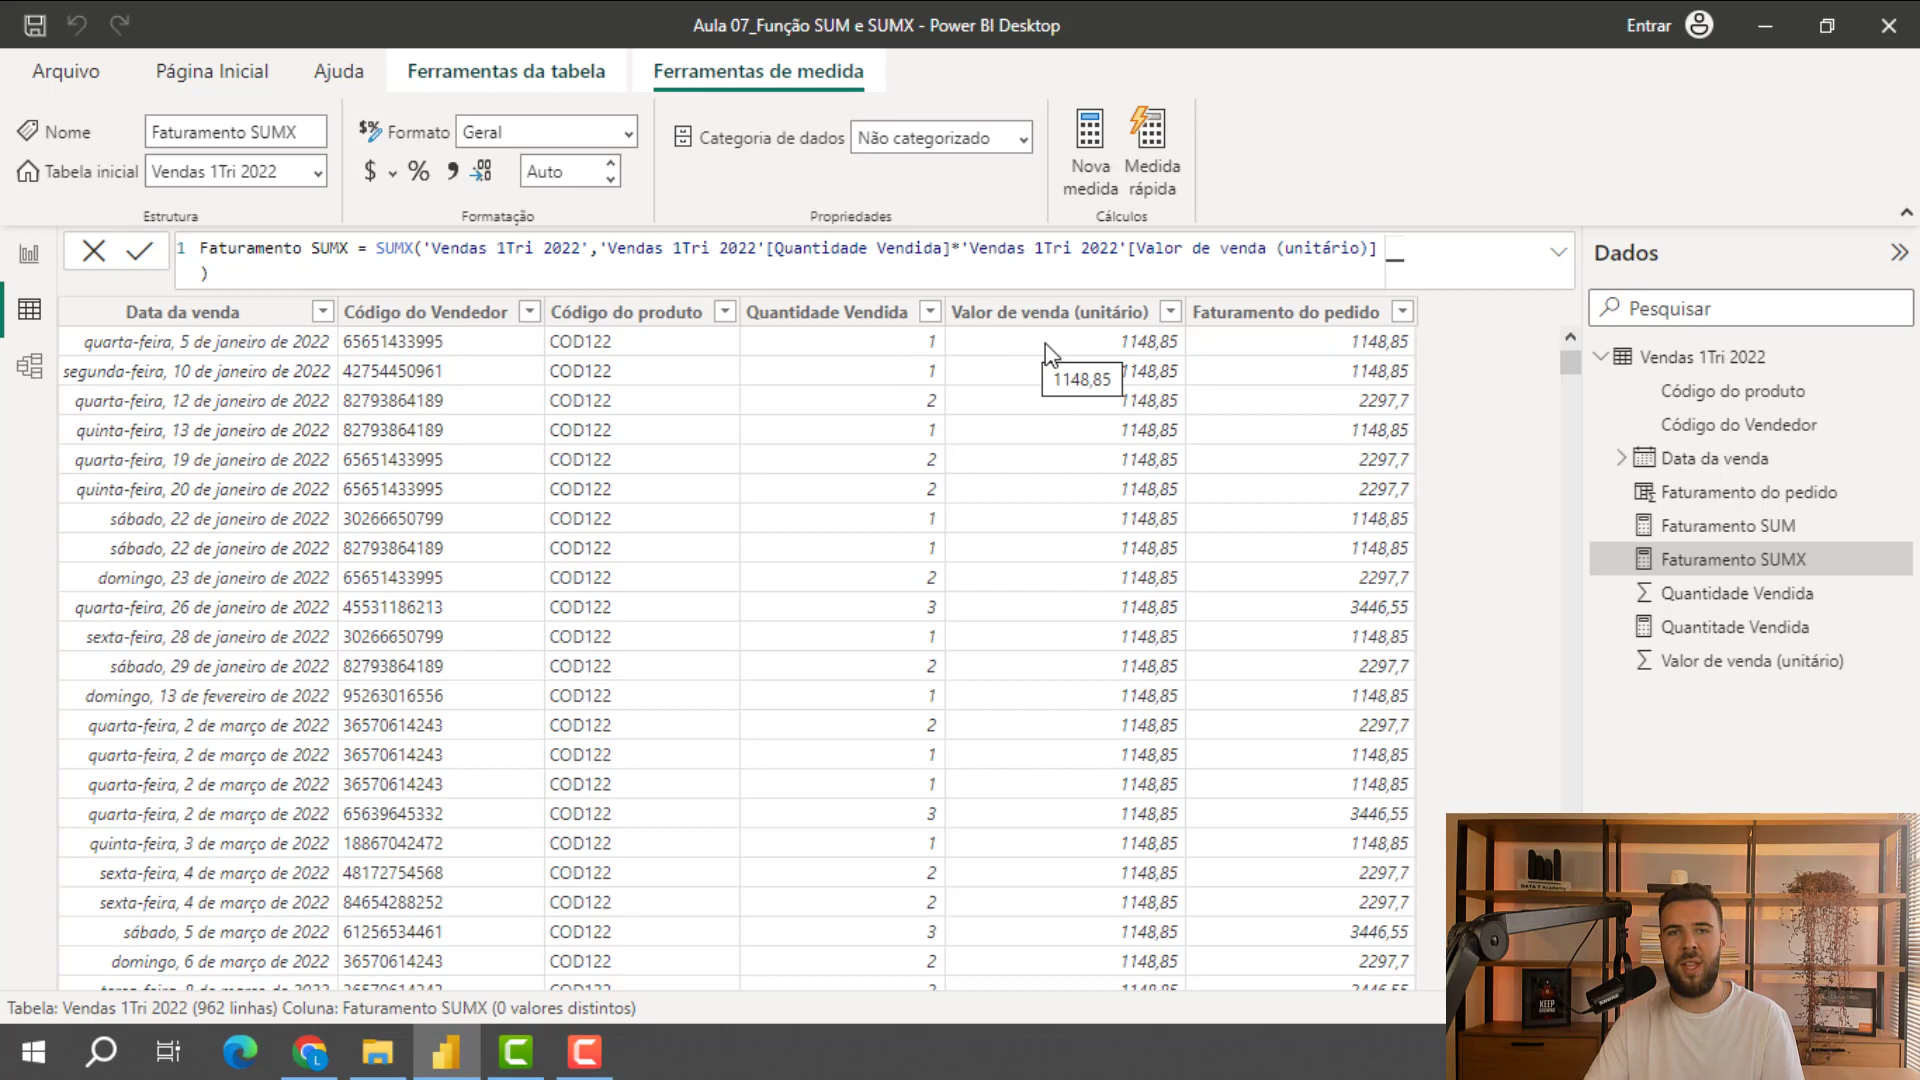 Aula 07_Função SUM e SUMX - Power BI Desktop
Entrar
Arquivo
Página Inicial
Ajuda
Ferramentas da tabela
Ferramentas de medida
Nome
Faturamento SUMX
Tabela inicial
Vendas 1Tri 2022
Estrutura
Formato
Geral
$ % Auto
Formatação
Categoria de dados
Não categorizado
Propriedades
Nova medida
Medida rápida
Cálculos
1 Faturamento SUMX = SUMX('Vendas 1Tri 2022','Vendas 1Tri 2022'[Quantidade Vendida]*'Vendas 1Tri 2022'[Valor de venda (unitário)]
)
Data da venda Código do Vendedor Código do produto Quantidade Vendida Valor de venda (unitário) Faturamento do pedido
quarta-feira, 5 de janeiro de 2022 65651433995 COD122 1 1148,85 1148,85
segunda-feira, 10 de janeiro de 2022 42754450961 COD122 1 1148,85 1148,85
1148,85
quarta-feira, 12 de janeiro de 2022 82793864189 COD122 2 1148,85 2297,7
quinta-feira, 13 de janeiro de 2022 82793864189 COD122 1 1148,85 1148,85
quarta-feira, 19 de janeiro de 2022 65651433995 COD122 2 1148,85 2297,7
quinta-feira, 20 de janeiro de 2022 65651433995 COD122 2 1148,85 2297,7
sábado, 22 de janeiro de 2022 30266650799 COD122 1 1148,85 1148,85
sábado, 22 de janeiro de 2022 82793864189 COD122 1 1148,85 1148,85
domingo, 23 de janeiro de 2022 65651433995 COD122 2 1148,85 2297,7
quarta-feira, 26 de janeiro de 2022 45531186213 COD122 3 1148,85 3446,55
sexta-feira, 28 de janeiro de 2022 30266650799 COD122 1 1148,85 1148,85
sábado, 29 de janeiro de 2022 82793864189 COD122 2 1148,85 2297,7
domingo, 13 de fevereiro de 2022 95263016556 COD122 1 1148,85 1148,85
quarta-feira, 2 de março de 2022 36570614243 COD122 2 1148,85 2297,7
quarta-feira, 2 de março de 2022 36570614243 COD122 1 1148,85 1148,85
quarta-feira, 2 de março de 2022 36570614243 COD122 1 1148,85 1148,85
quarta-feira, 2 de março de 2022 65639645332 COD122 3 1148,85 3446,55
quinta-feira, 3 de março de 2022 18867042472 COD122 1 1148,85 1148,85
sexta-feira, 4 de março de 2022 48172754568 COD122 2 1148,85 2297,7
sexta-feira, 4 de março de 2022 84654288252 COD122 2 1148,85 2297,7
sábado, 5 de março de 2022 61256534461 COD122 3 1148,85 3446,55
domingo, 6 de março de 2022 36570614243 COD122 2 1148,85 2297,7
Tabela: Vendas 1Tri 2022 (962 linhas) Coluna: Faturamento SUMX (0 valores distintos)
Dados
Pesquisar
Vendas 1Tri 2022
Código do produto
Código do Vendedor
Data da venda
Faturamento do pedido
Faturamento SUM
Faturamento SUMX
Quantidade Vendida
Quantitade Vendida
Valor de venda (unitário)
KEEP